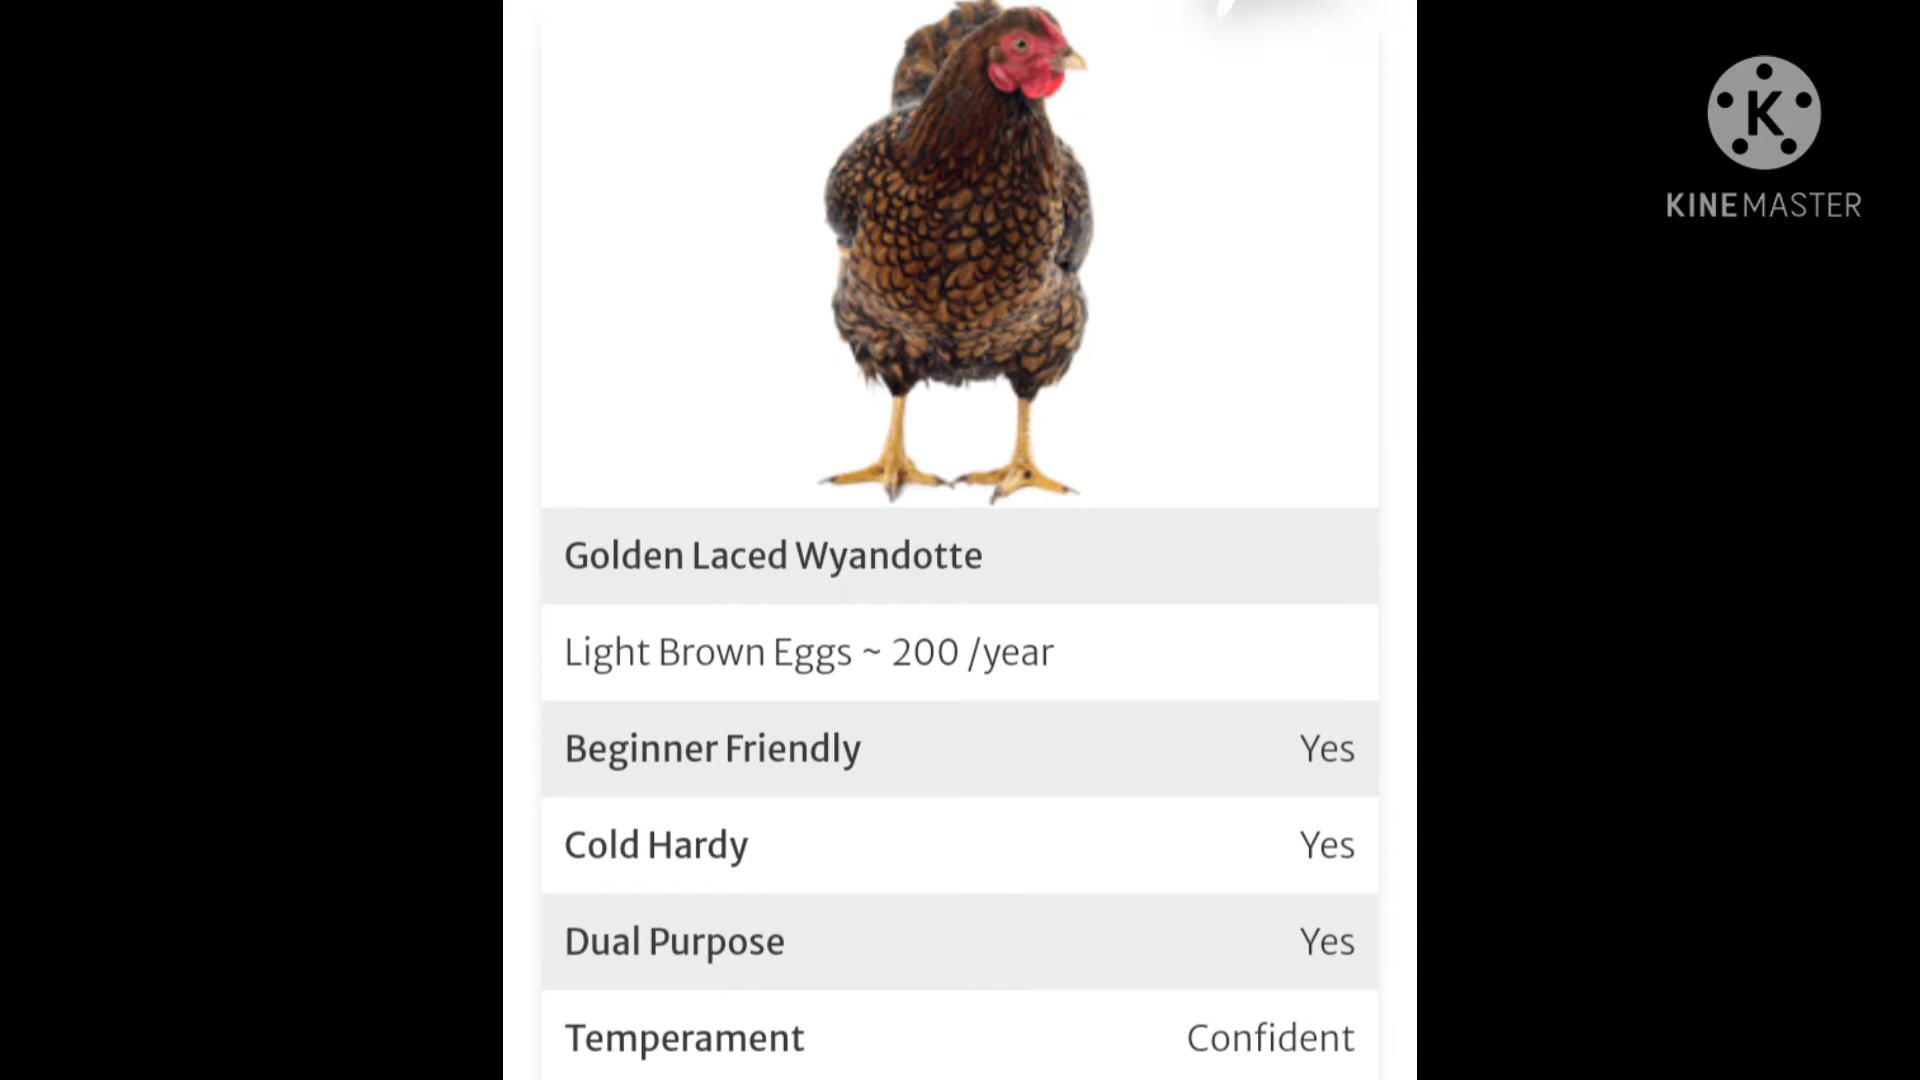 K
KINEMASTER
Golden Laced Wyandotte
Light Brown Eggs ~ 200 /year
Beginner Friendly Yes
Cold Hardy Yes
Dual Purpose Yes
Temperament Confident